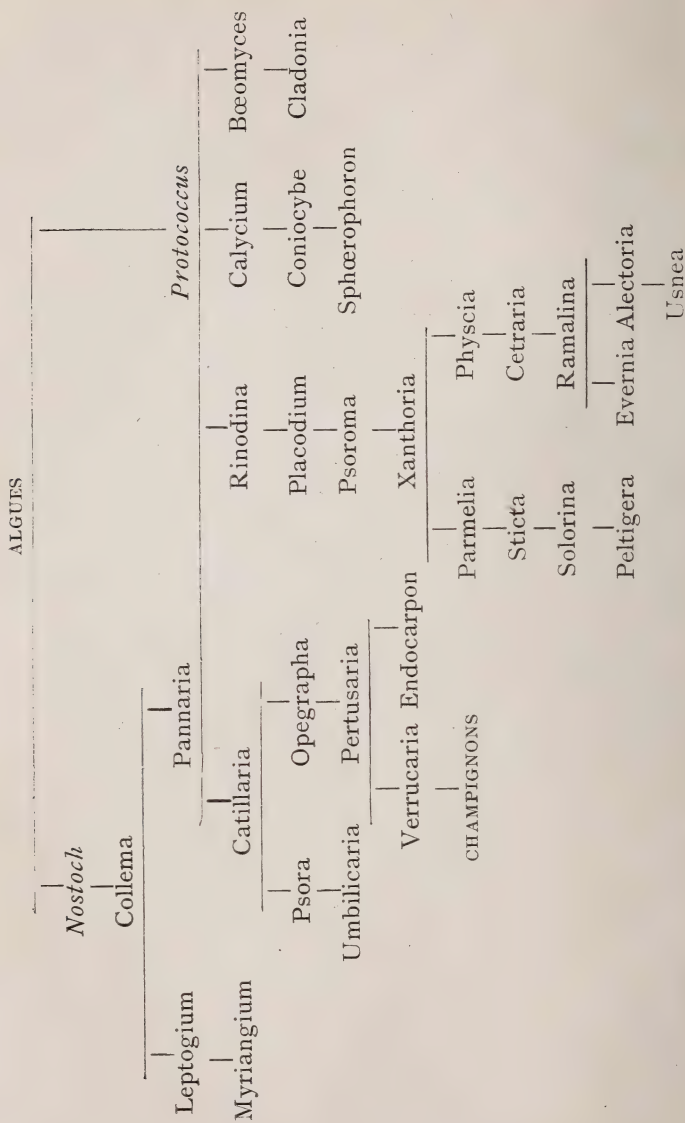 ALGUES
Nostoch
Collema
Leptogium Pannaria Protococcus
Myriangium Catillaria Rinodina Calycium Bœomyces
Psora Opegrapha Placodium Coniocybe Cladonia
Umbilicaria Pertusaria Psoroma Sphœrophoron
Verrucaria Endocarpon Xanthoria
CHAMPIGNONS Parmelia Physcia
Sticta Cetraria
Solorina Ramalina
Peltigera Evernia Alectoria
Usnea